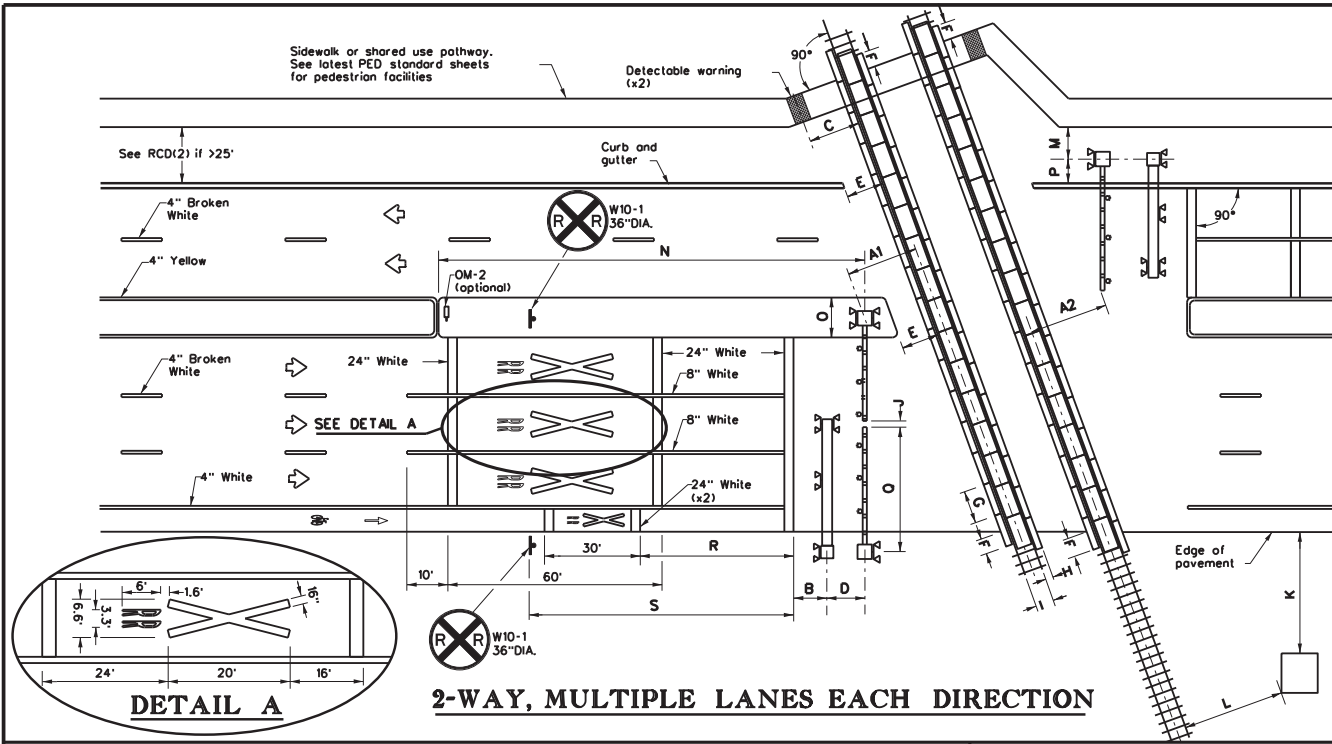 Sidewalk or shared use pathway.
See latest PED standard sheets
for pedestrian facilities
Detectable warning
(x2)
90°
F
F
C
See RCD(2) if >25'
Curb and
gutter
M
P
E
4" Broken
White
R R
W10-1
36"DIA.
90°
N
4" Yellow
A1
OM-2
(optional)
O
A2
E
4" Broken
White
24" White
24" White
8" White
J
SEE DETAIL A
8" White
4" White
24" White
(x2)
Q
G
30'
R
F
F
H
I
Edge of
pavement
10'
60'
B
D
K
S
R R
W10-1
36"DIA.
6'
1.6'
16"
6.6'
3.3'
RR
RR
24'
20'
16'
L
DETAIL A
2-WAY, MULTIPLE LANES EACH DIRECTION